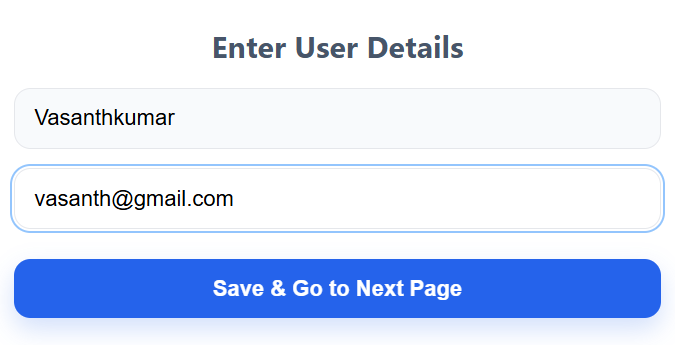 Enter User Details
Vasanthkumar
vasanth@gmail.com
Save & Go to Next Page